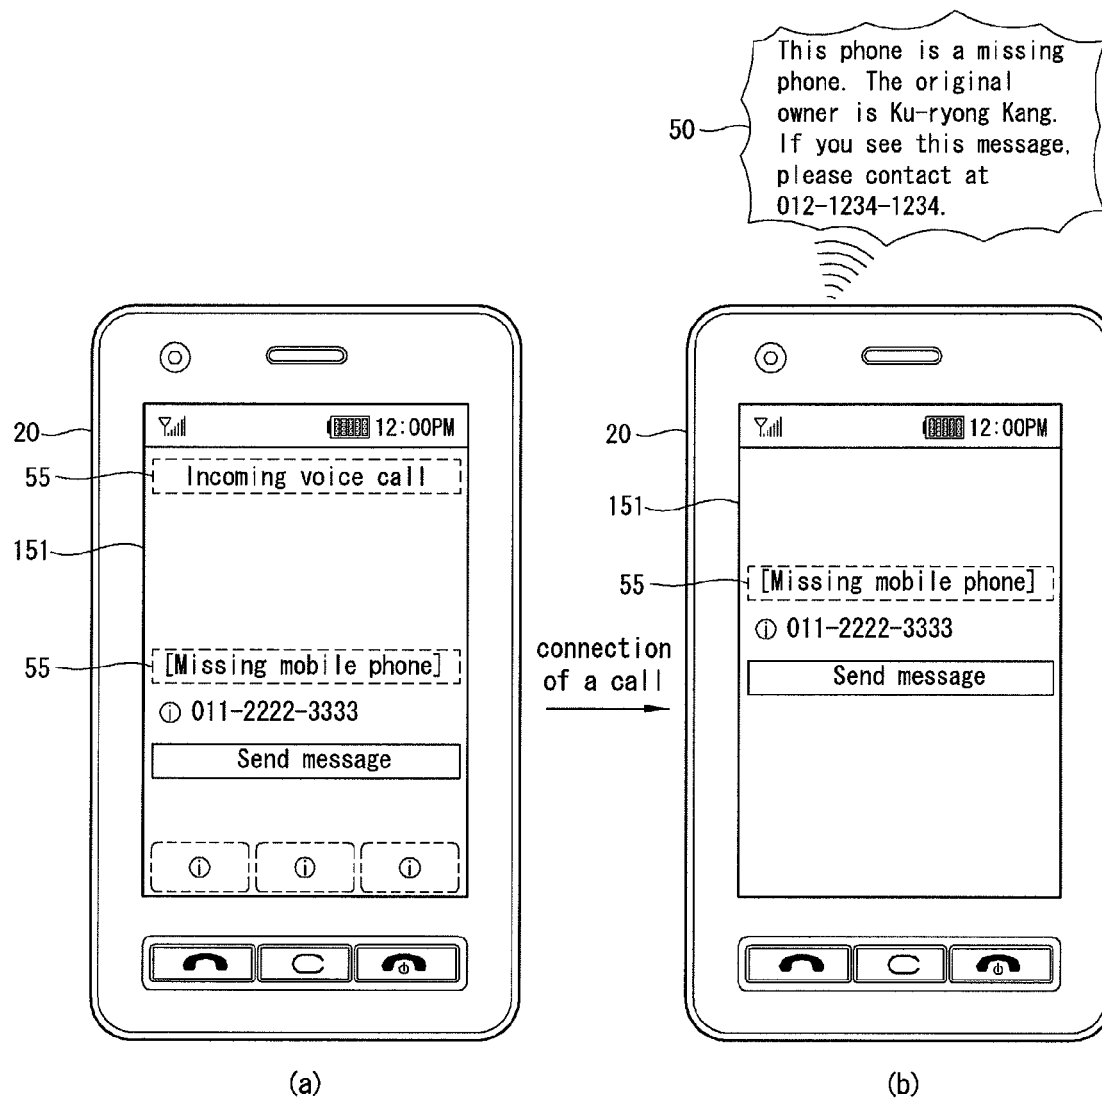 This phone is a missing
phone. The original
owner is Ku-ryong Kang.
If you see this message,
please contact at
012-1234-1234.
50
20
12:00PM
55
Incoming voice call
151
55
[Missing mobile phone]
011-2222-3333
Send message
connection
of a call
20
12:00PM
151
55
[Missing mobile phone]
011-2222-3333
Send message
(a)
(b)